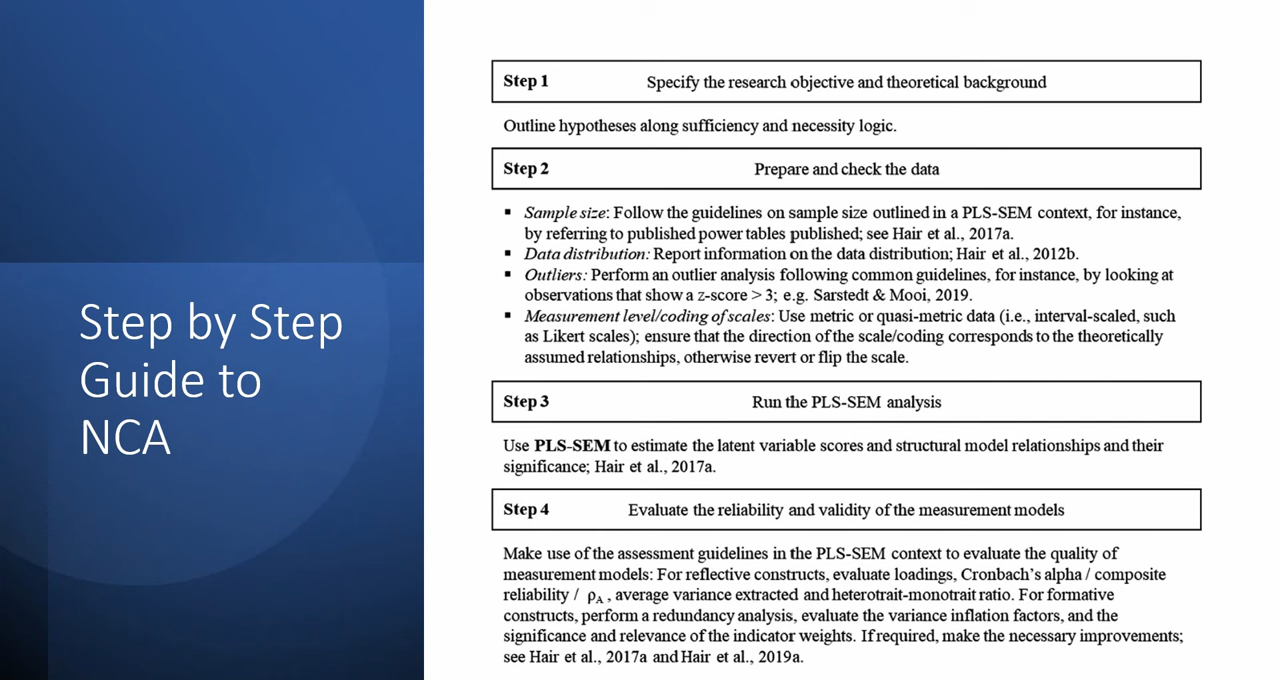 Step by Step
Guide to
NCA
Step 1 Specify the research objective and theoretical background
Outline hypotheses along sufficiency and necessity logic.
Step 2 Prepare and check the data
▪ Sample size: Follow the guidelines on sample size outlined in a PLS-SEM context, for instance,
by referring to published power tables published; see Hair et al., 2017a.
▪ Data distribution: Report information on the data distribution; Hair et al., 2012b.
▪ Outliers: Perform an outlier analysis following common guidelines, for instance, by looking at
observations that show a z-score > 3; e.g. Sarstedt & Mooi, 2019.
▪ Measurement level/coding of scales: Use metric or quasi-metric data (i.e., interval-scaled, such
as Likert scales); ensure that the direction of the scale/coding corresponds to the theoretically
assumed relationships, otherwise revert or flip the scale.
Step 3 Run the PLS-SEM analysis
Use PLS-SEM to estimate the latent variable scores and structural model relationships and their
significance; Hair et al., 2017a.
Step 4 Evaluate the reliability and validity of the measurement models
Make use of the assessment guidelines in the PLS-SEM context to evaluate the quality of
measurement models: For reflective constructs, evaluate loadings, Cronbach's alpha / composite
reliability / ρA , average variance extracted and heterotrait-monotrait ratio. For formative
constructs, perform a redundancy analysis, evaluate the variance inflation factors, and the
significance and relevance of the indicator weights. If required, make the necessary improvements;
see Hair et al., 2017a and Hair et al., 2019a.